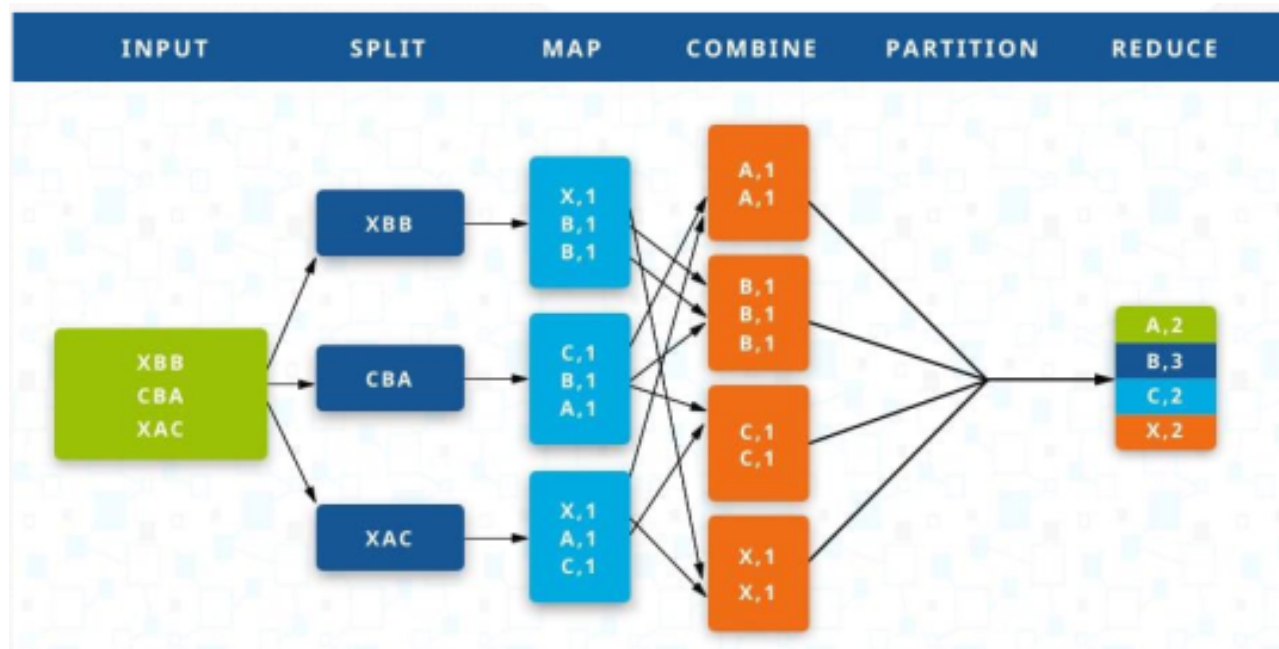 INPUT SPLIT MAP COMBINE PARTITION REDUCE
XBB
CBA
XAC
XBB
CBA
XAC
X,1
B,1
B,1
C,1
B,1
A,1
X,1
A,1
C,1
A,1
A,1
B,1
B,1
B,1
C,1
C,1
X,1
X,1
A,2
B,3
C,2
X,2